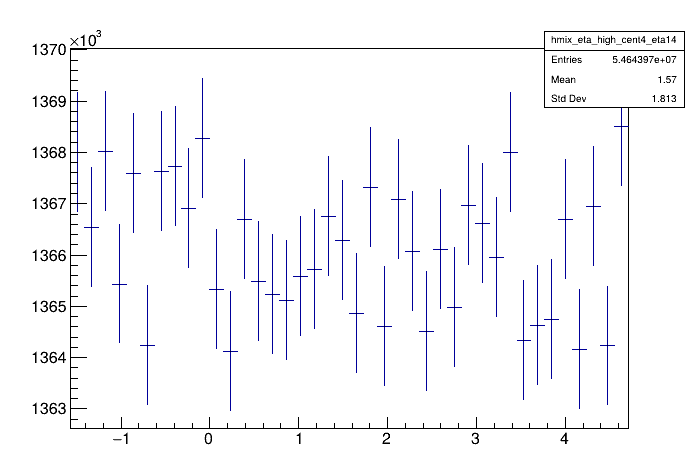 ×10³
hmix_eta_high_cent4_eta14
Entries 5.464397e+07
Mean 1.57
Std Dev 1.813
1370
1369
1368
1367
1366
1365
1364
1363
−1 0 1 2 3 4